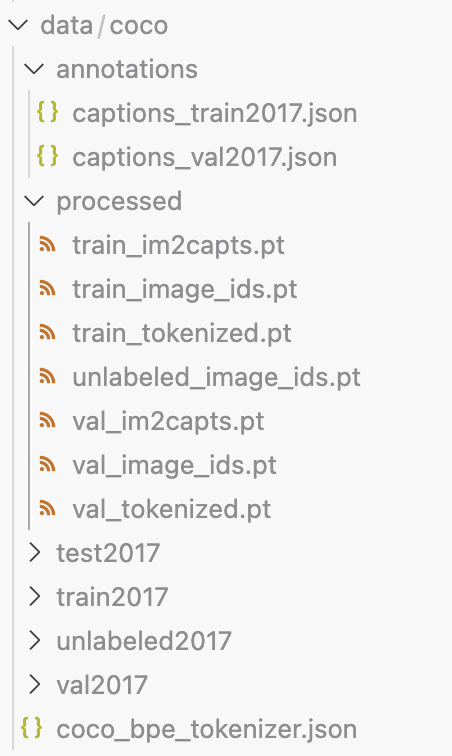 data/coco
annotations
{} captions_train2017.json
{} captions_val2017.json
processed
train_im2capts.pt
train_image_ids.pt
train_tokenized.pt
unlabeled_image_ids.pt
val_im2capts.pt
val_image_ids.pt
val_tokenized.pt
test2017
train2017
unlabeled2017
val2017
{} coco_bpe_tokenizer.json